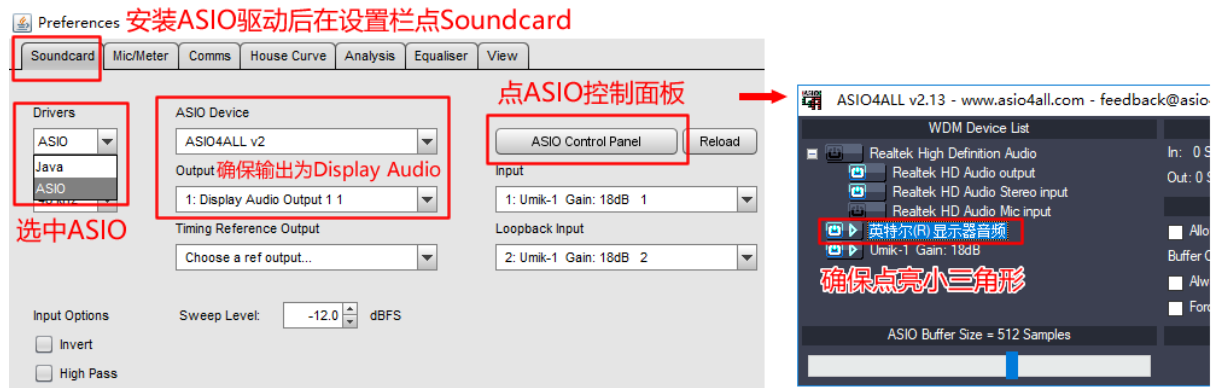 Preferences 安装ASIO驱动后在设置栏点Soundcard
Soundcard Mic/Meter Comms House Curve Analysis Equaliser View
点ASIO控制面板
Drivers ASIO Device
ASIO ASIO4ALL v2 ASIO Control Panel Reload
Java
Output 确保输出为Display Audio Input
ASIO
48 kHz 1: Display Audio Output 1 1 1: Umik-1 Gain: 18dB 1
选中ASIO Timing Reference Output Loopback Input
Choose a ref output... 2: Umik-1 Gain: 18dB 2
Input Options Sweep Level: -12.0 dBFS
Invert
High Pass
ASIO4ALL v2.13 - www.asio4all.com - feedback@asio
WDM Device List
Realtek High Definition Audio In: 0 S
Realtek HD Audio output
Out: 0 S
Realtek HD Audio Stereo input
Realtek HD Audio Mic input
英特尔(R)显示器音频 Allo
Umik-1 Gain: 18dB Buffer O
确保点亮小三角形 Alw
Forc
ASIO Buffer Size = 512 Samples